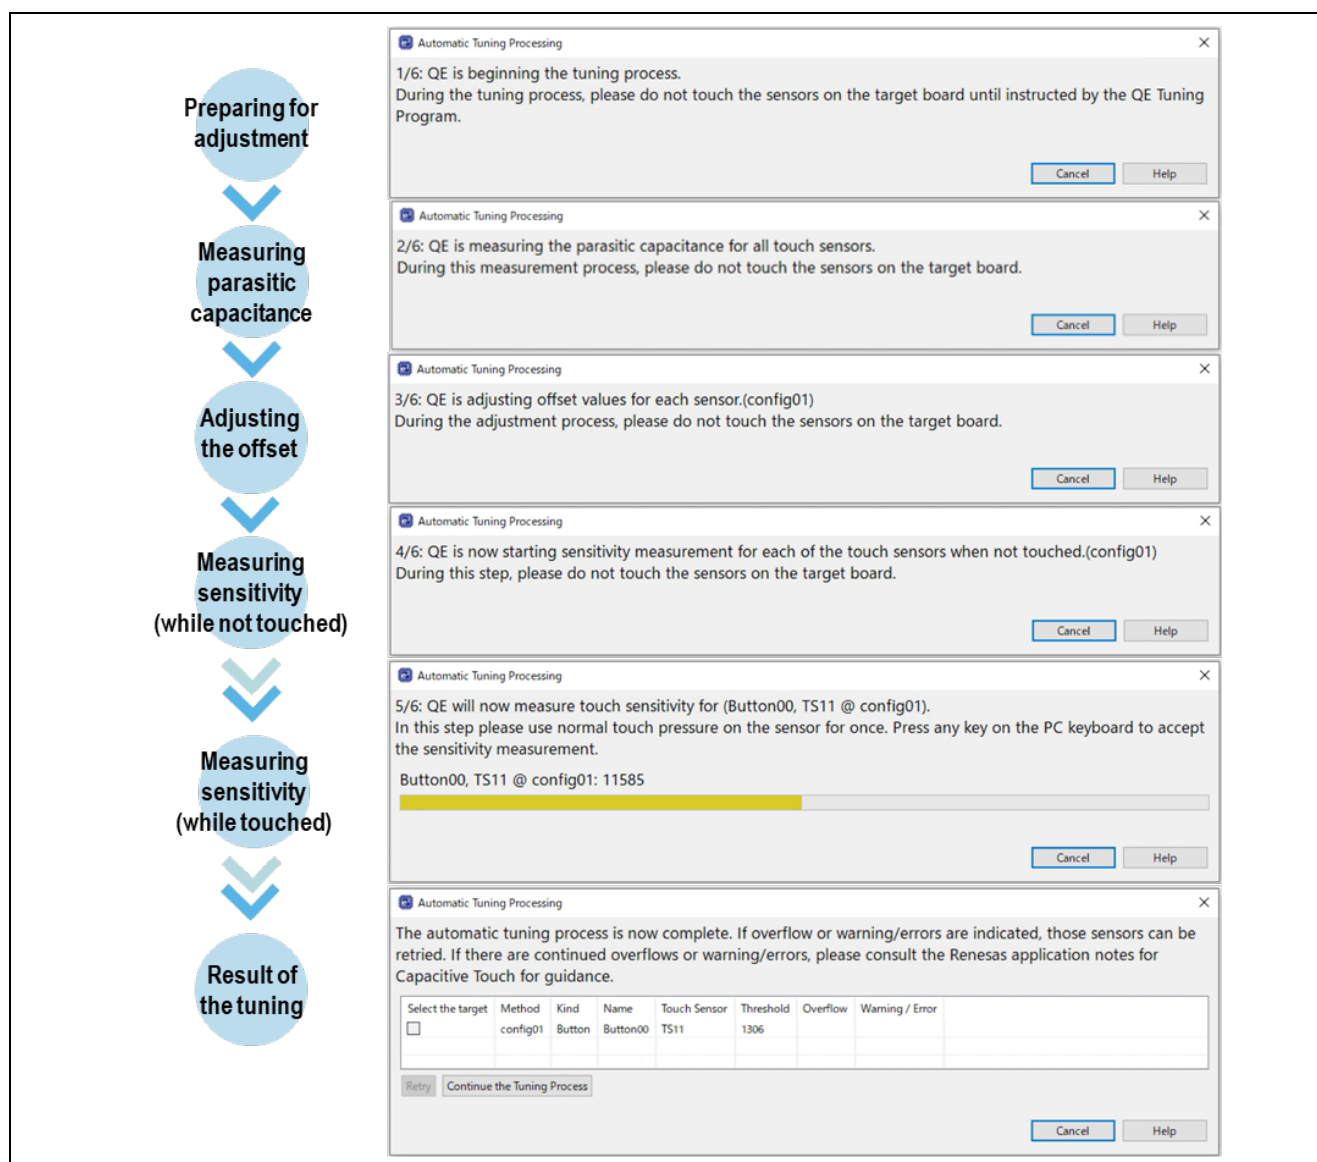 Preparing for
adjustment
Automatic Tuning Processing
1/6: QE is beginning the tuning process.
During the tuning process, please do not touch the sensors on the target board until instructed by the QE Tuning
Program.
Cancel Help
Measuring
parasitic
capacitance
Automatic Tuning Processing
2/6: QE is measuring the parasitic capacitance for all touch sensors.
During this measurement process, please do not touch the sensors on the target board.
Cancel Help
Adjusting
the offset
Automatic Tuning Processing
3/6: QE is adjusting offset values for each sensor.(config01)
During the adjustment process, please do not touch the sensors on the target board.
Cancel Help
Measuring
sensitivity
(while not touched)
Automatic Tuning Processing
4/6: QE is now starting sensitivity measurement for each of the touch sensors when not touched.(config01)
During this step, please do not touch the sensors on the target board.
Cancel Help
Measuring
sensitivity
(while touched)
Automatic Tuning Processing
5/6: QE will now measure touch sensitivity for (Button00, TS11 @ config01).
In this step please use normal touch pressure on the sensor for once. Press any key on the PC keyboard to accept
the sensitivity measurement.
Button00, TS11 @ config01: 11585
Cancel Help
Result of
the tuning
Automatic Tuning Processing
The automatic tuning process is now complete. If overflow or warning/errors are indicated, those sensors can be
retried. If there are continued overflows or warning/errors, please consult the Renesas application notes for
Capacitive Touch for guidance.
Select the target Method Kind Name Touch Sensor Threshold Overflow Warning / Error
config01 Button Button00 TS11 1306
Retry Continue the Tuning Process
Cancel Help